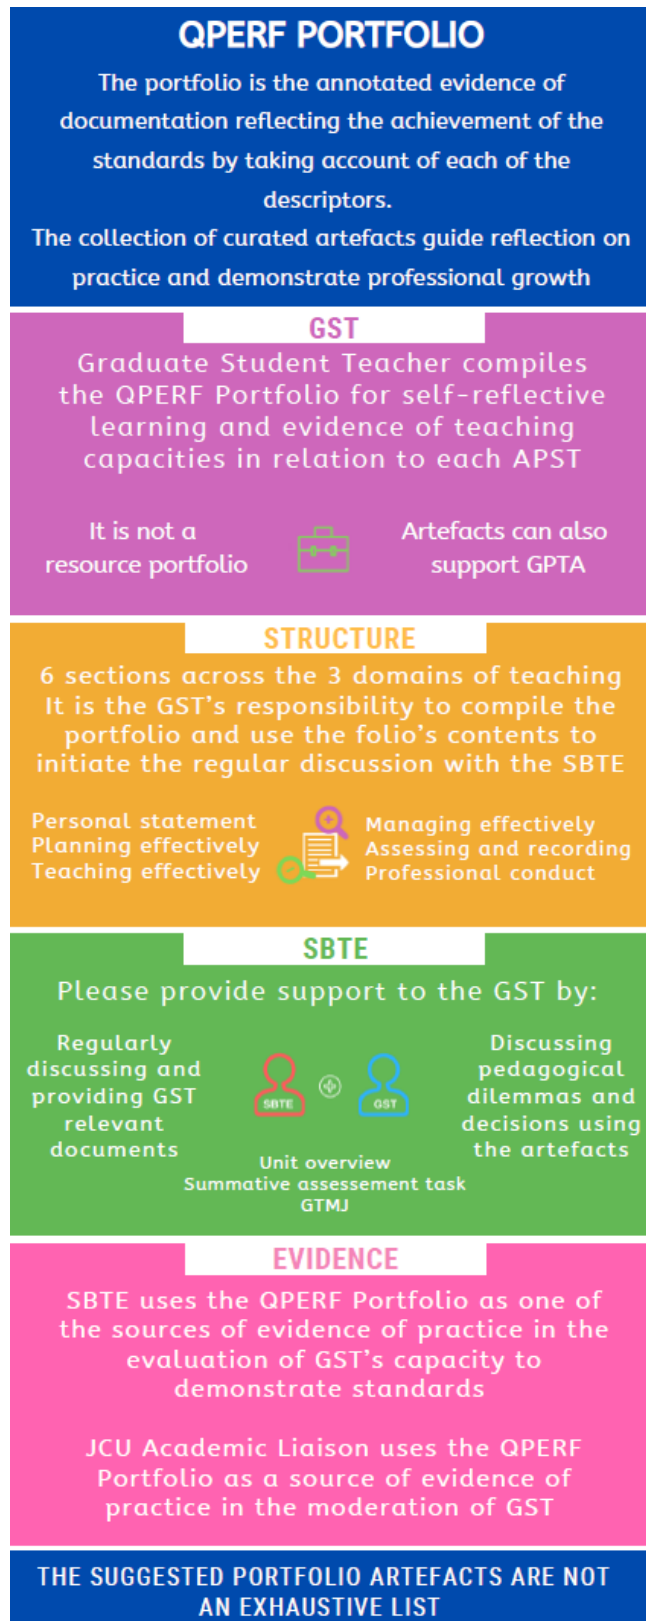 QPERF PORTFOLIO
The portfolio is the annotated evidence of
documentation reflecting the achievement of the
standards by taking account of each of the
descriptors.
The collection of curated artefacts guide reflection on
practice and demonstrate professional growth
GST
Graduate Student Teacher compiles
the QPERF Portfolio for self-reflective
learning and evidence of teaching
capacities in relation to each APST
It is not a
resource portfolio
Artefacts can also
support GPTA
STRUCTURE
6 sections across the 3 domains of teaching
It is the GST's responsibility to compile the
portfolio and use the folio's contents to
initiate the regular discussion with the SBTE
Personal statement
Planning effectively
Teaching effectively
Managing effectively
Assessing and recording
Professional conduct
SBTE
Please provide support to the GST by:
Regularly
discussing and
providing GST
relevant
documents
SBTE
GST
Discussing
pedagogical
dilemmas and
decisions using
the artefacts
Unit overview
Summative assessement task
GTMJ
EVIDENCE
SBTE uses the QPERF Portfolio as one of
the sources of evidence of practice in the
evaluation of GST's capacity to
demonstrate standards
JCU Academic Liaison uses the QPERF
Portfolio as a source of evidence of
practice in the moderation of GST
THE SUGGESTED PORTFOLIO ARTEFACTS ARE NOT
AN EXHAUSTIVE LIST